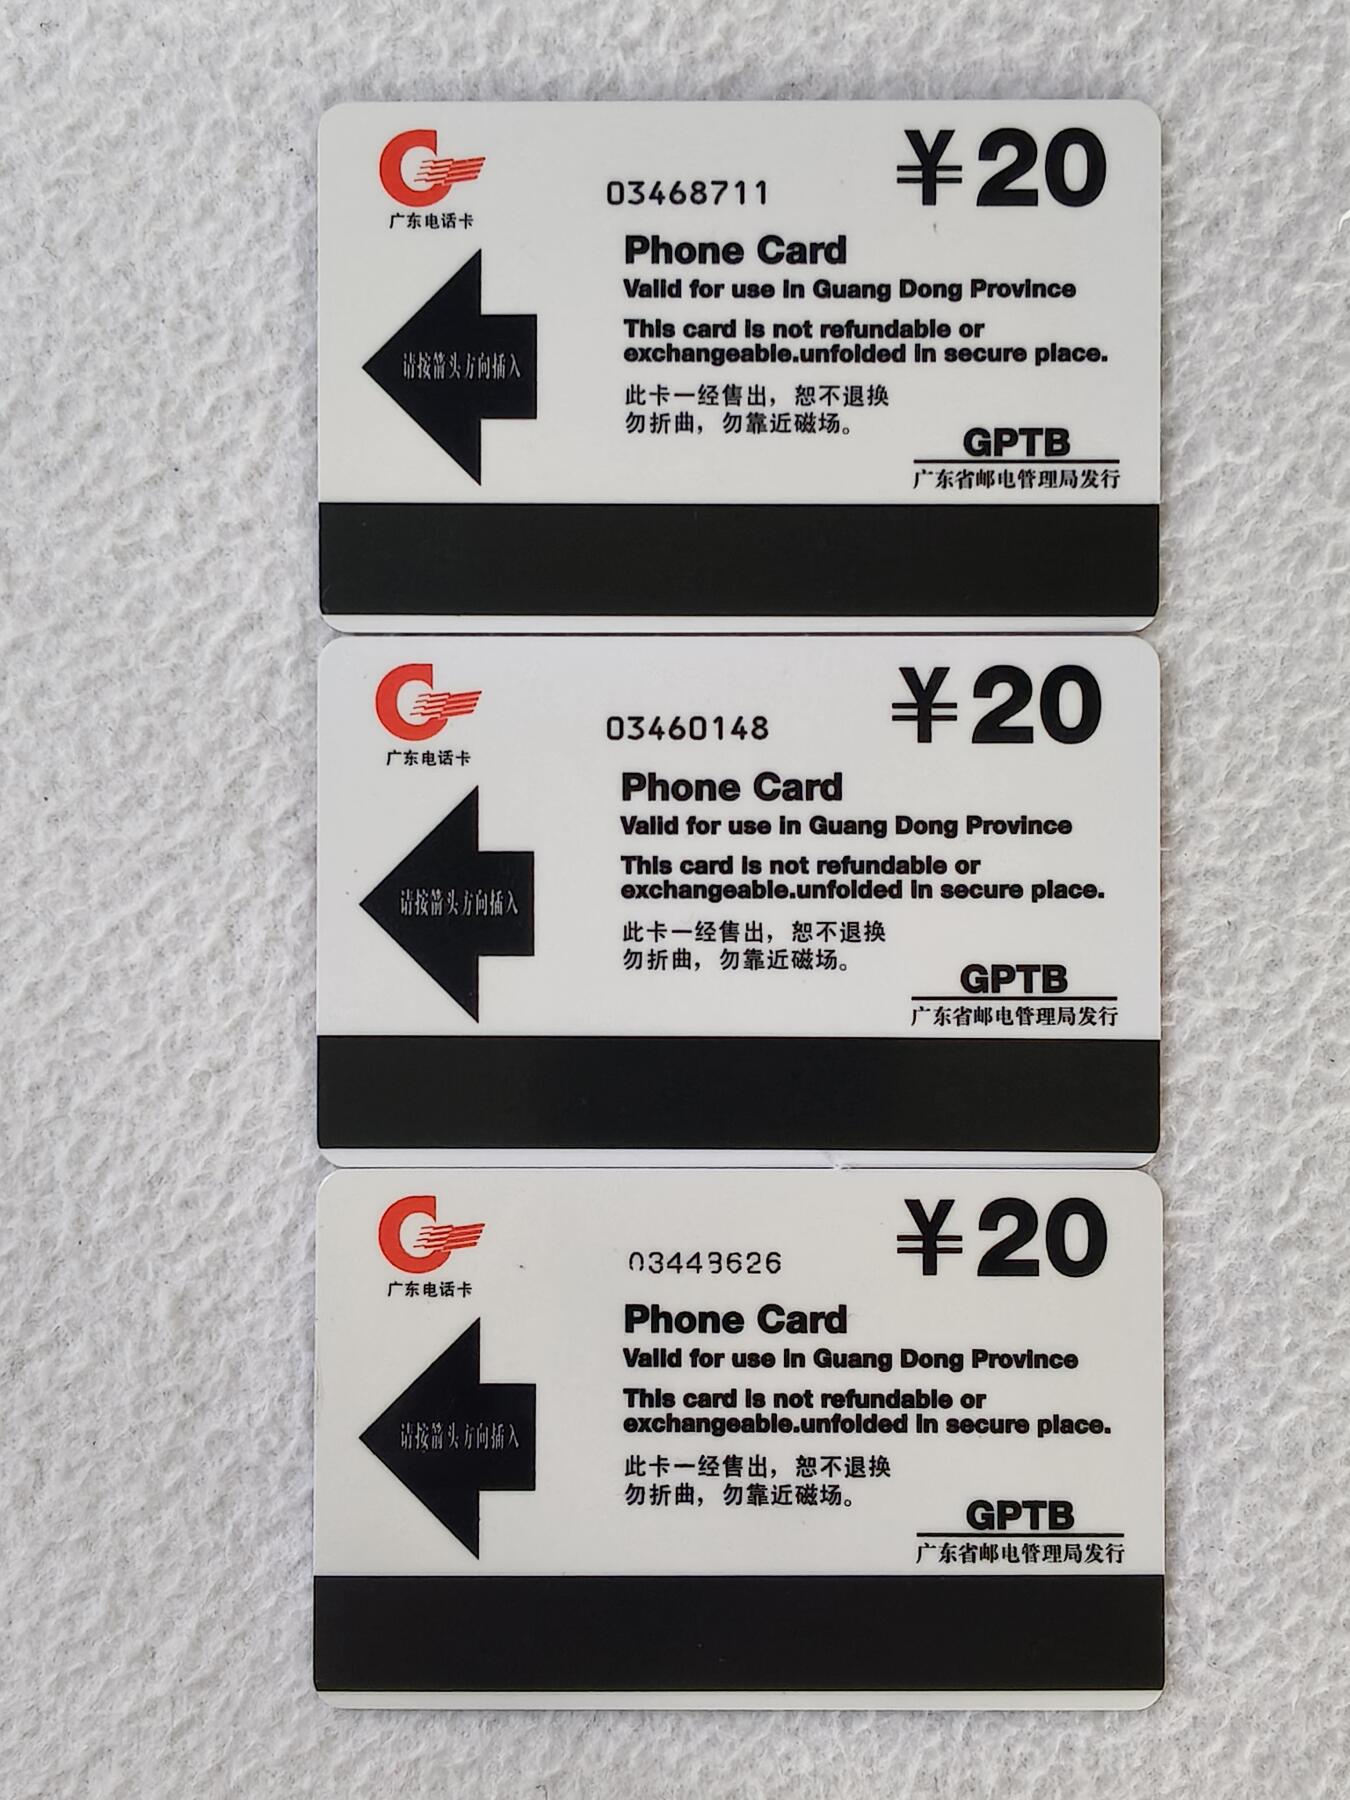 广东电话卡
03468711
¥20
Phone Card
Valid for use in Guang Dong Province
This card is not refundable or
exchangeable.unfolded in secure place.
请按箭头方向插入
此卡一经售出，恕不退换
勿折曲，勿靠近磁场。
GPTB
广东省邮电管理局发行
广东电话卡
03460148
¥20
Phone Card
Valid for use in Guang Dong Province
This card is not refundable or
exchangeable.unfolded in secure place.
请按箭头方向插入
此卡一经售出，恕不退换
勿折曲，勿靠近磁场。
GPTB
广东省邮电管理局发行
广东电话卡
¥20
Phone Card
Valid for use in Guang Dong Province
This card is not refundable or
exchangeable.unfolded in secure place.
请按箭头方向插入
此卡一经售出，恕不退换
勿折曲，勿靠近磁场。
GPTB
广东省邮电管理局发行